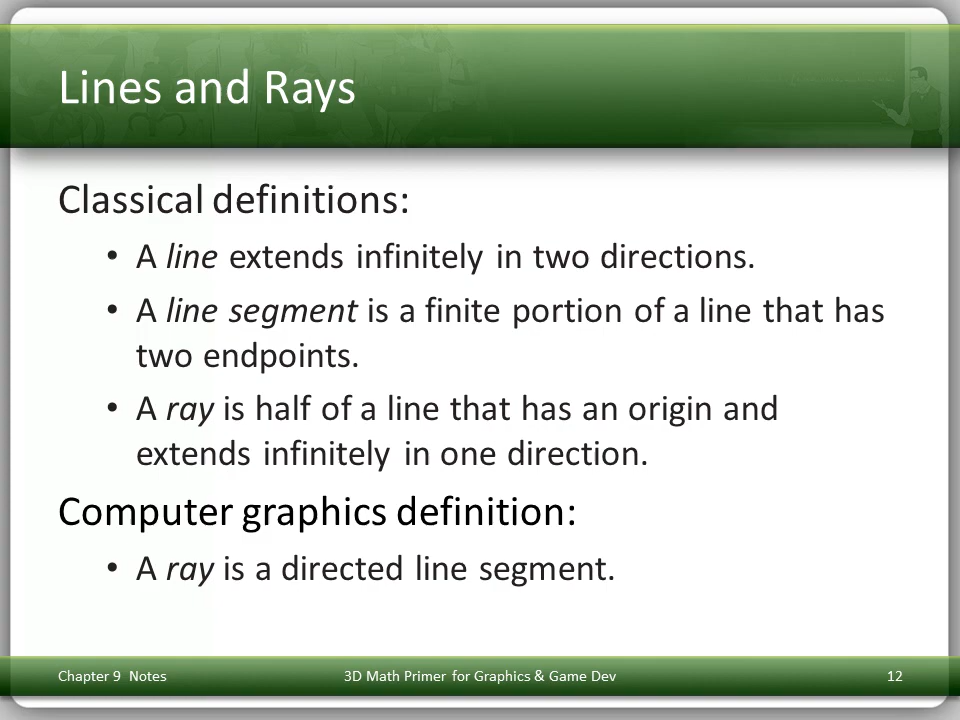 Lines and Rays
Classical definitions:
• A line extends infinitely in two directions.
• A line segment is a finite portion of a line that has
two endpoints.
• A ray is half of a line that has an origin and
extends infinitely in one direction.
Computer graphics definition:
• A ray is a directed line segment.
Chapter 9 Notes
3D Math Primer for Graphics & Game Dev
12